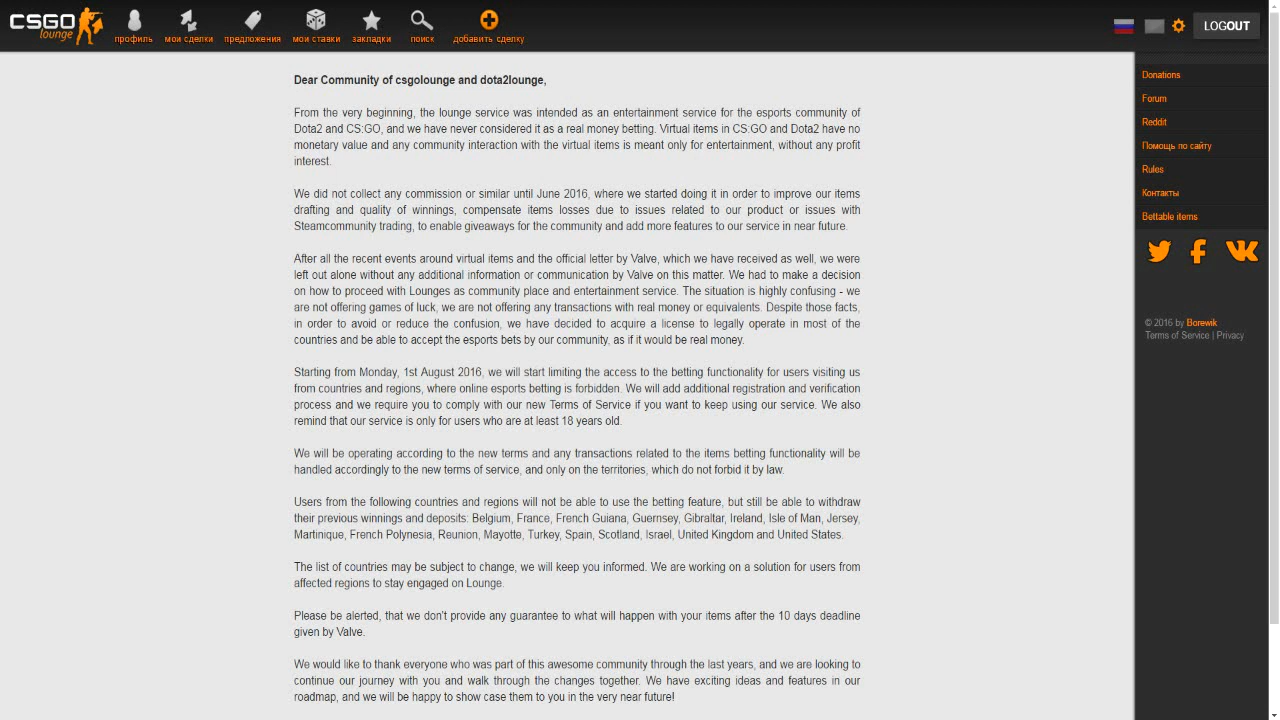 CSGO
lounge
профиль
мои сделки
предложения
мои ставки
закладки
поиск
добавить сделку
LOGOUT
Dear Community of csgolounge and dota2lounge,
From the very beginning, the lounge service was intended as an entertainment service for the esports community of
Dota2 and CS:GO, and we have never considered it as a real money betting. Virtual items in CS:GO and Dota2 have no
monetary value and any community interaction with the virtual items is meant only for entertainment, without any profit
interest.
We did not collect any commission or similar until June 2016, where we started doing it in order to improve our items
drafting and quality of winnings, compensate items losses due to issues related to our product or issues with
Steamcommunity trading, to enable giveaways for the community and add more features to our service in near future.
After all the recent events around virtual items and the official letter by Valve, which we have received as well, we were
left out alone without any additional information or communication by Valve on this matter. We had to make a decision
on how to proceed with Lounges as community place and entertainment service. The situation is highly confusing - we
are not offering games of luck, we are not offering any transactions with real money or equivalents. Despite those facts,
in order to avoid or reduce the confusion, we have decided to acquire a license to legally operate in most of the
countries and be able to accept the esports bets by our community, as if it would be real money.
Starting from Monday, 1st August 2016, we will start limiting the access to the betting functionality for users visiting us
from countries and regions, where online esports betting is forbidden. We will add additional registration and verification
process and we require you to comply with our new Terms of Service if you want to keep using our service. We also
remind that our service is only for users who are at least 18 years old.
We will be operating according to the new terms and any transactions related to the items betting functionality will be
handled accordingly to the new terms of service, and only on the territories, which do not forbid it by law.
Users from the following countries and regions will not be able to use the betting feature, but still be able to withdraw
their previous winnings and deposits: Belgium, France, French Guiana, Guernsey, Gibraltar, Ireland, Isle of Man, Jersey,
Martinique, French Polynesia, Reunion, Mayotte, Turkey, Spain, Scotland, Israel, United Kingdom and United States.
The list of countries may be subject to change, we will keep you informed. We are working on a solution for users from
affected regions to stay engaged on Lounge.
Please be alerted, that we don't provide any guarantee to what will happen with your items after the 10 days deadline
given by Valve.
We would like to thank everyone who was part of this awesome community through the last years, and we are looking to
continue our journey with you and walk through the changes together. We have exciting ideas and features in our
roadmap, and we will be happy to show case them to you in the very near future!
Donations
Forum
Reddit
Помощь по сайту
Rules
Контакты
Bettable items
© 2016 by Borewik
Terms of Service | Privacy